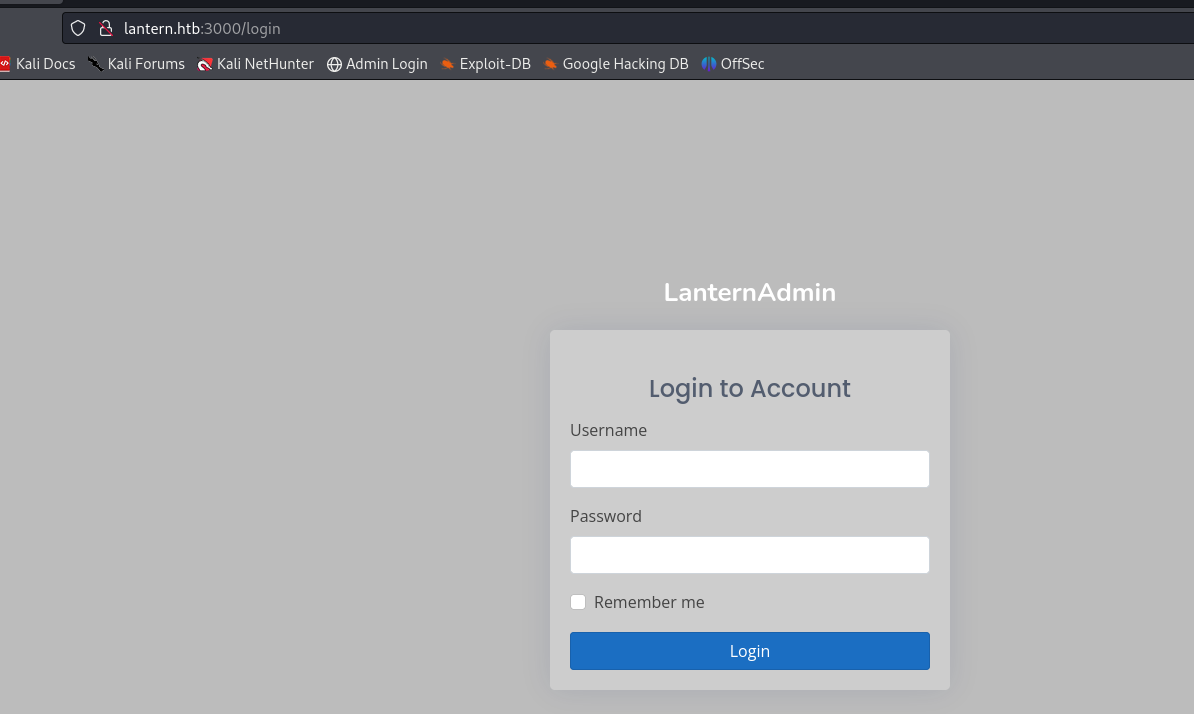 lantern.htb:3000/login
Kali Docs Kali Forums Kali NetHunter Admin Login Exploit-DB Google Hacking DB OffSec
LanternAdmin
Login to Account
Username
Password
Remember me
Login